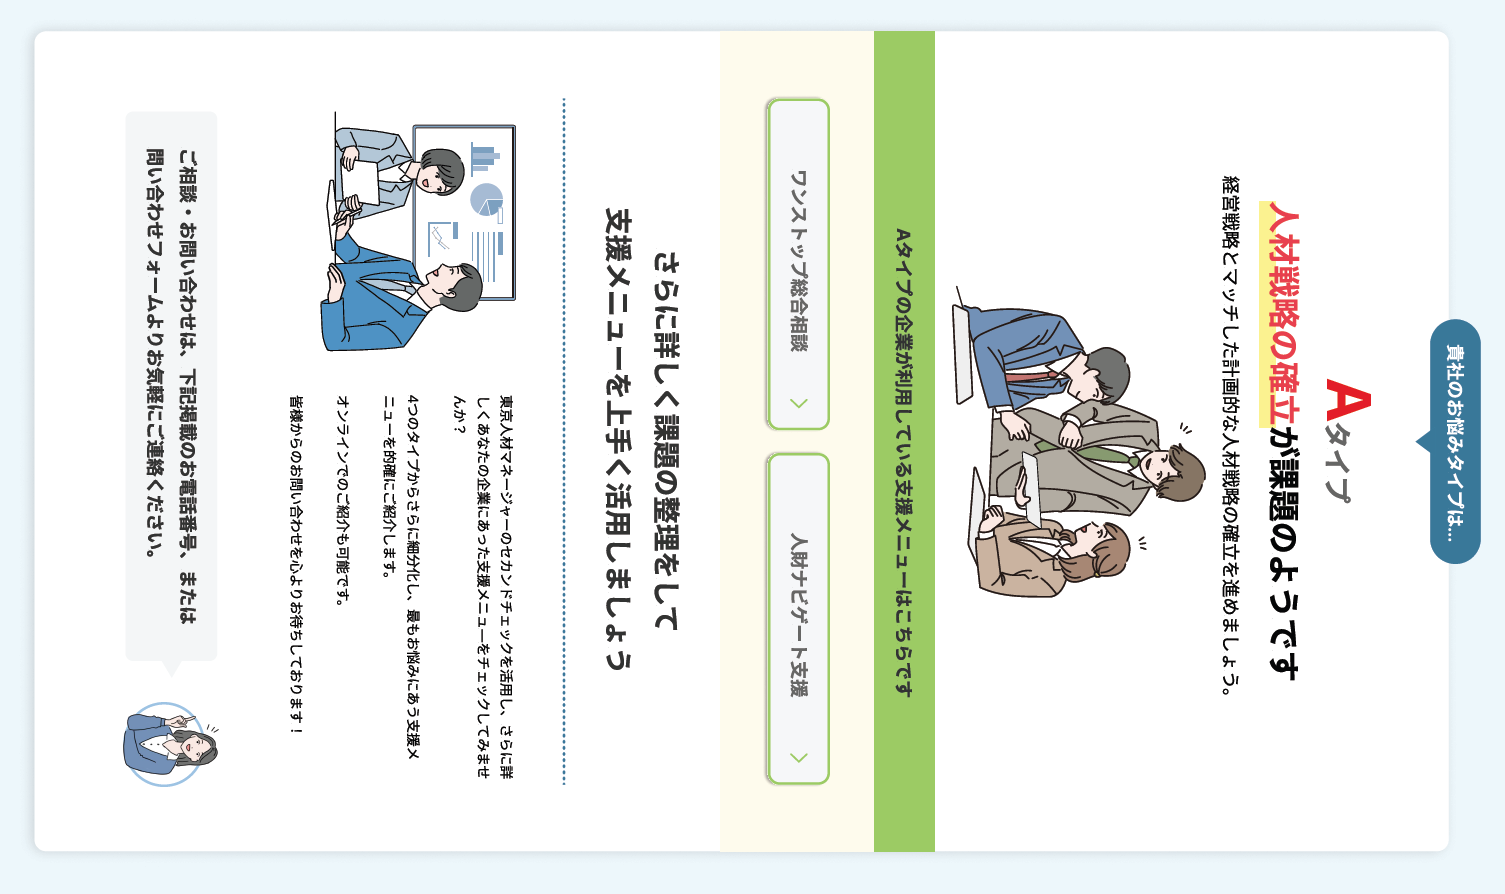 貴社のお悩みタイプは...
Aタイプ
人材戦略の確立が課題のようです
経営戦略とマッチした計画的な人材戦略の確立を進めましょう。
Aタイプの企業が利用している支援メニューはこちらです
ワンストップ総合相談
人財ナビゲート支援
さらに詳しく課題の整理をして
支援メニューを上手く活用しましょう
東京人材マネージャーのセカンドチェックを活用し、さらに詳
しくあなたの企業にあった支援メニューをチェックしてみませ
んか？
4つのタイプからさらに細分化し、最もお悩みにあう支援メ
ニューを的確にご紹介します。
オンラインでのご紹介も可能です。
皆様からのお問い合わせを心よりお待ちしております！
ご相談・お問い合わせは、下記掲載のお電話番号、または
問い合わせフォームよりお気軽にご連絡ください。